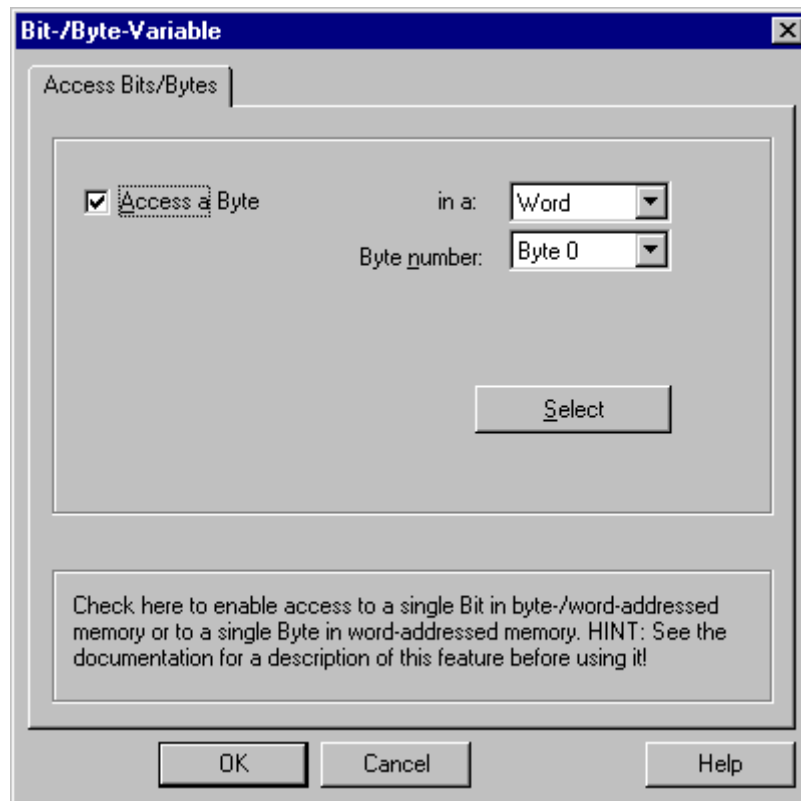 Bit-/Byte-Variable
Access Bits/Bytes
Access a Byte in a: Word
Byte number: Byte 0
Select
Check here to enable access to a single Bit in byte-/word-addressed
memory or to a single Byte in word-addressed memory. HINT: See the
documentation for a description of this feature before using it!
OK Cancel Help